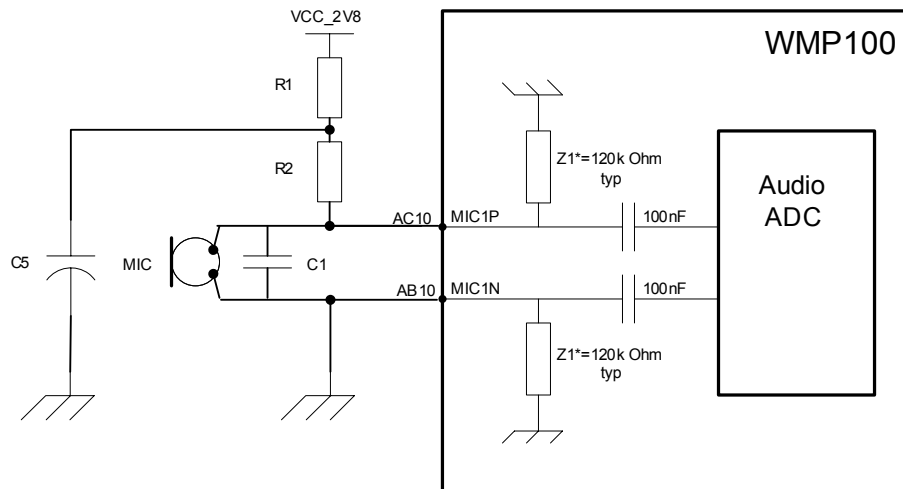 VCC_2V8
WMP100
R1
Z1*=120k Ohm
typ
R2
Audio
ADC
AC10
MIC1P
100nF
C5
MIC
C1
AB10
MIC1N
100nF
Z1*=120k Ohm
typ